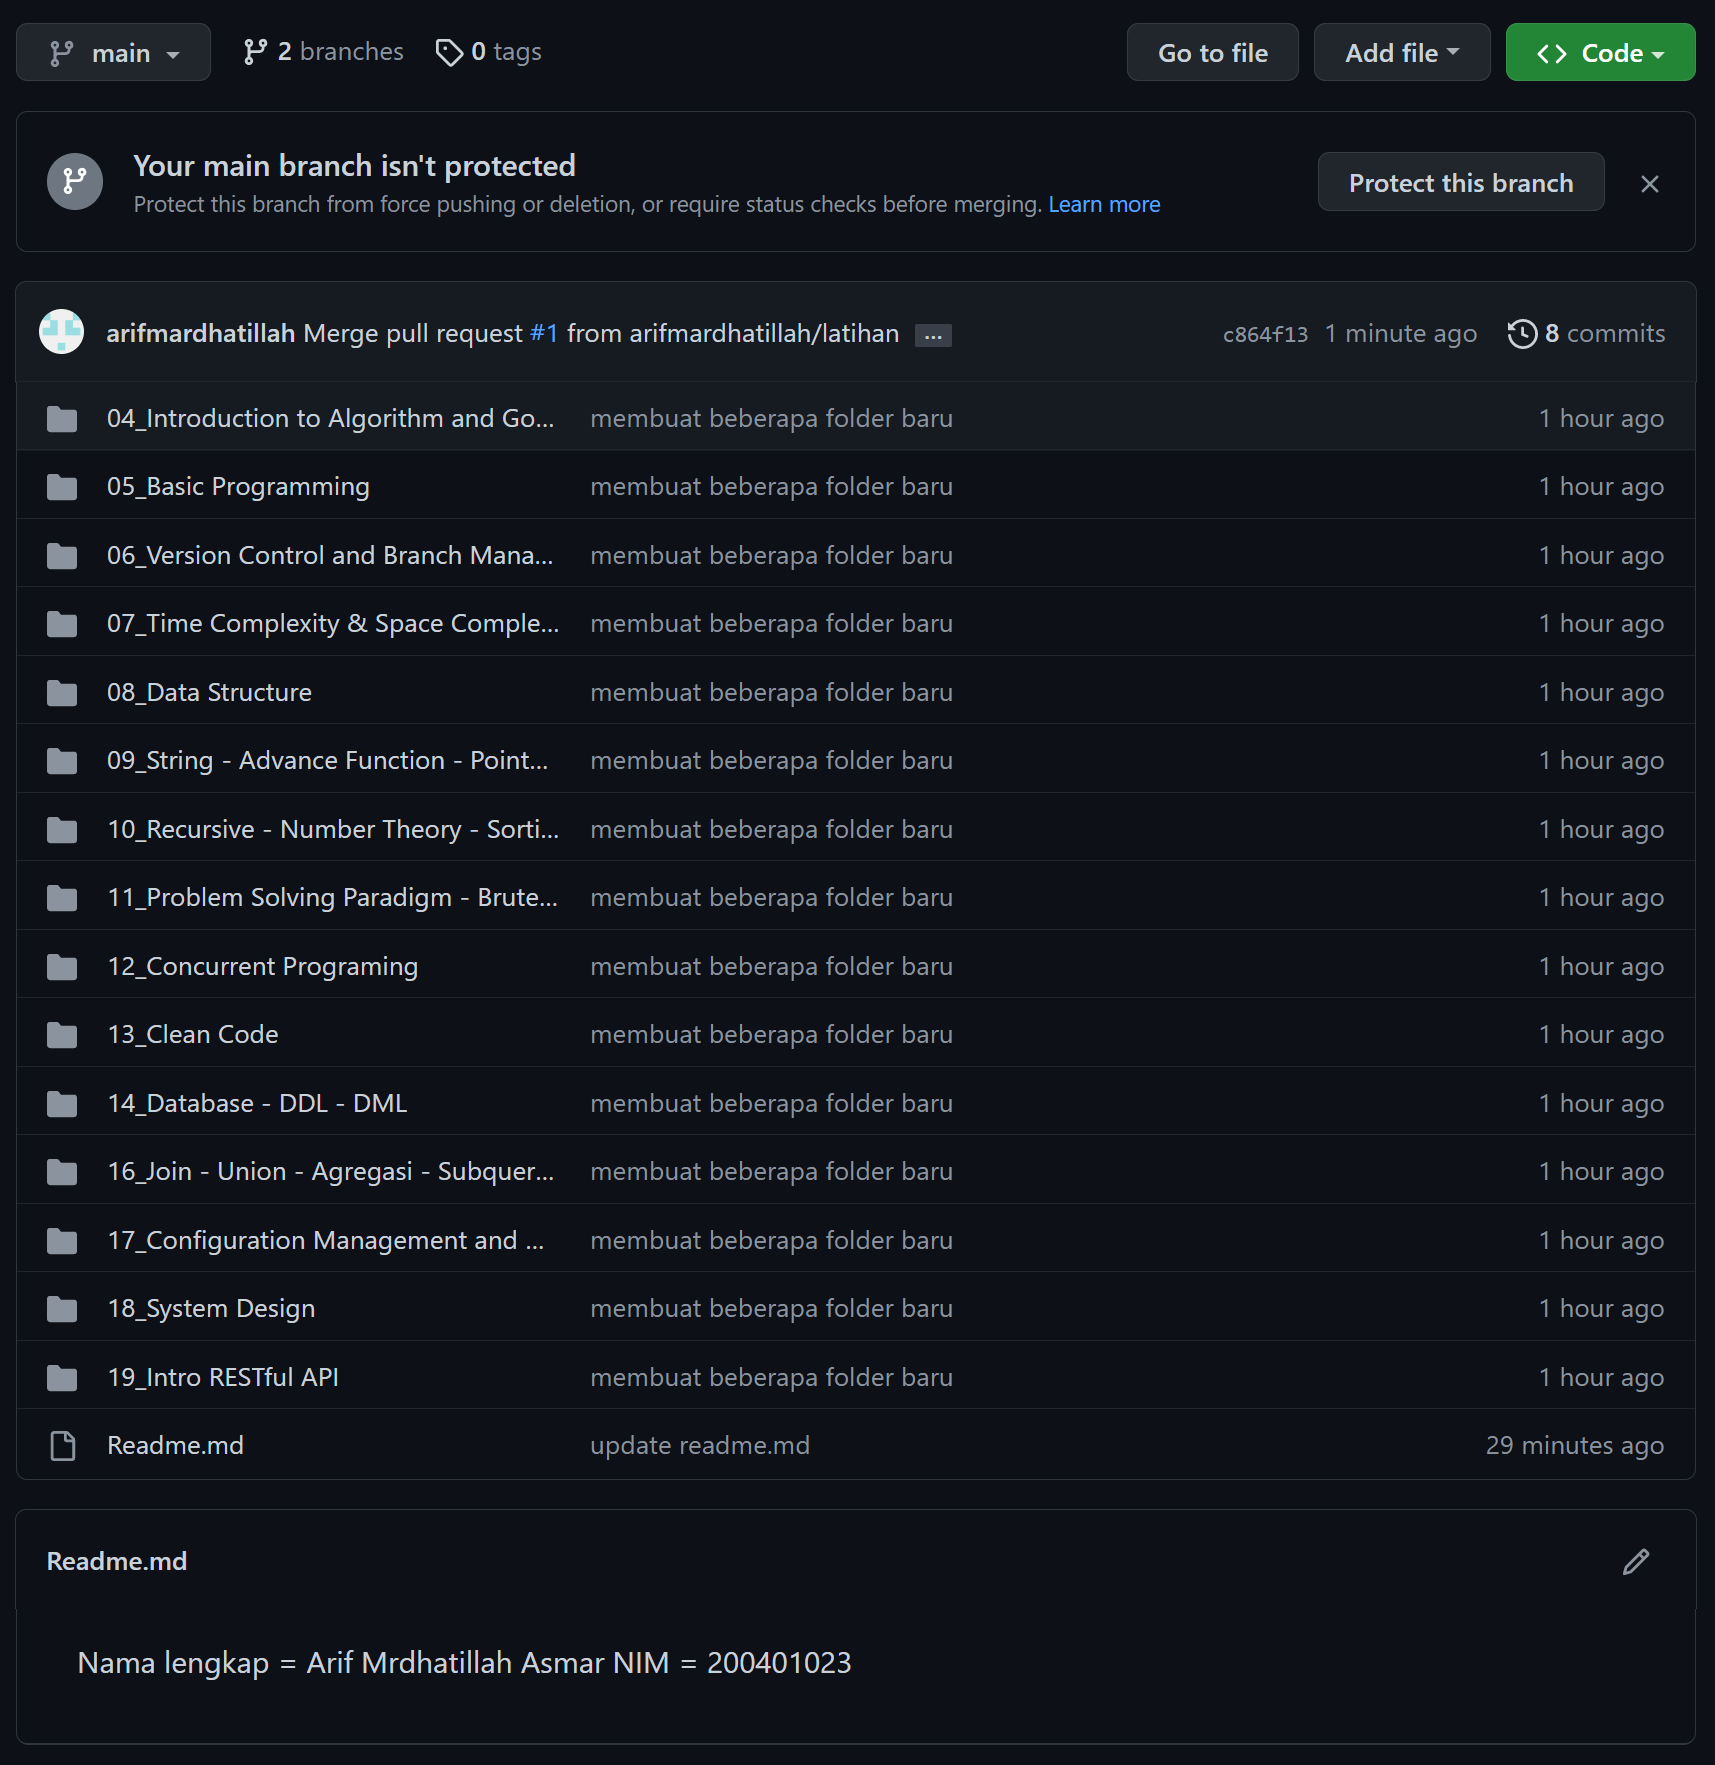 main 2 branches 0 tags Go to file Add file Code
Your main branch isn't protected
Protect this branch from force pushing or deletion, or require status checks before merging. Learn more
Protect this branch
arifmardhatillah Merge pull request #1 from arifmardhatillah/latihan ... c864f13 1 minute ago 8 commits
04_Introduction to Algorithm and Go... membuat beberapa folder baru 1 hour ago
05_Basic Programming membuat beberapa folder baru 1 hour ago
06_Version Control and Branch Mana... membuat beberapa folder baru 1 hour ago
07_Time Complexity & Space Comple... membuat beberapa folder baru 1 hour ago
08_Data Structure membuat beberapa folder baru 1 hour ago
09_String - Advance Function - Point... membuat beberapa folder baru 1 hour ago
10_Recursive - Number Theory - Sorti... membuat beberapa folder baru 1 hour ago
11_Problem Solving Paradigm - Brute... membuat beberapa folder baru 1 hour ago
12_Concurrent Programing membuat beberapa folder baru 1 hour ago
13_Clean Code membuat beberapa folder baru 1 hour ago
14_Database - DDL - DML membuat beberapa folder baru 1 hour ago
16_Join - Union - Agregasi - Subquer... membuat beberapa folder baru 1 hour ago
17_Configuration Management and ... membuat beberapa folder baru 1 hour ago
18_System Design membuat beberapa folder baru 1 hour ago
19_Intro RESTful API membuat beberapa folder baru 1 hour ago
Readme.md update readme.md 29 minutes ago
Readme.md
Nama lengkap = Arif Mrdhatillah Asmar NIM = 200401023